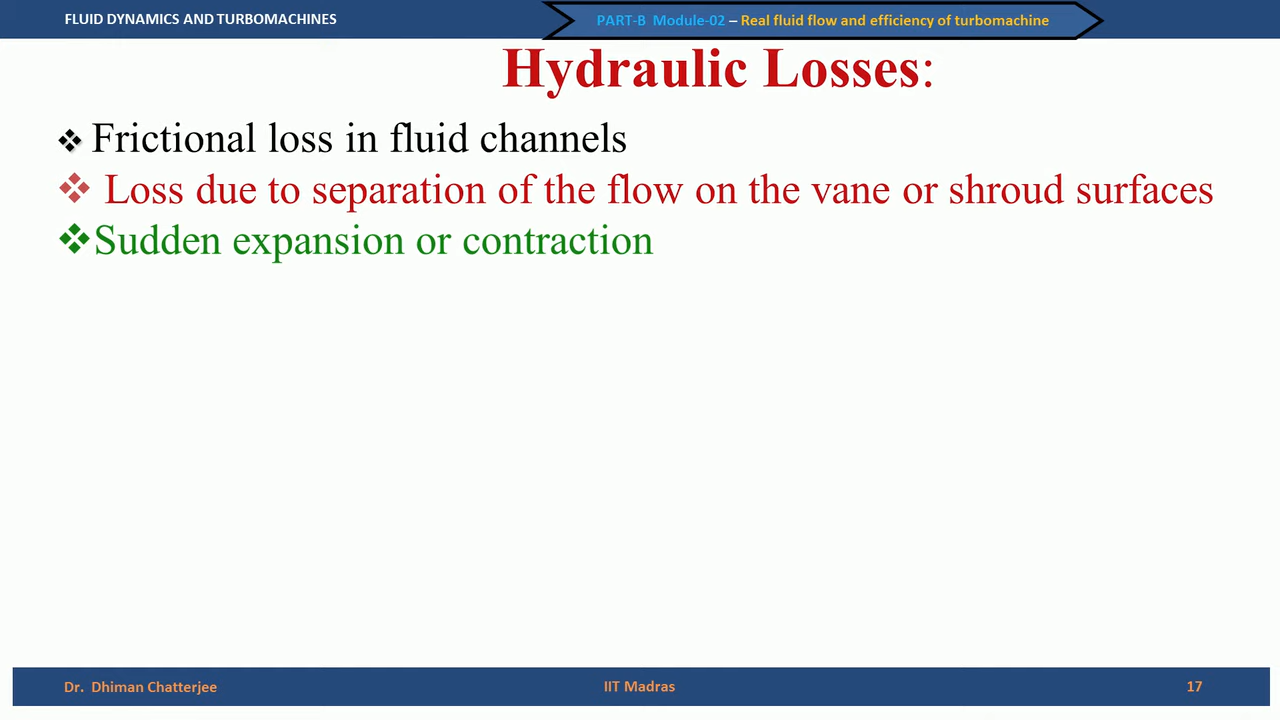 FLUID DYNAMICS AND TURBOMACHINES
PART-B Module-02 – Real fluid flow and efficiency of turbomachine
Hydraulic Losses:
❖ Frictional loss in fluid channels
❖ Loss due to separation of the flow on the vane or shroud surfaces
❖Sudden expansion or contraction
Dr. Dhiman Chatterjee
IIT Madras
17